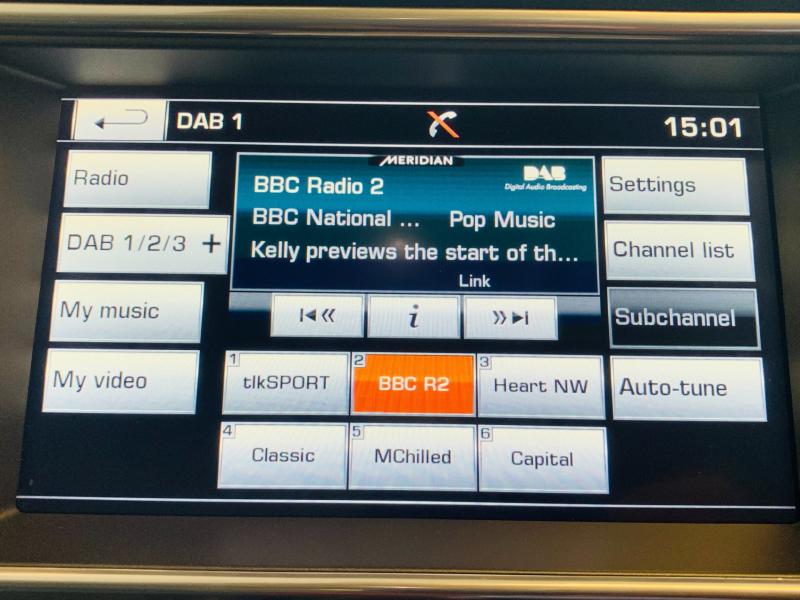 DAB 1
15:01
Radio
DAB 1/2/3 +
My music
My video
MERIDIAN
BBC Radio 2
DAB
Digital Audio Broadcasting
BBC National ... Pop Music
Kelly previews the start of th...
Link
i
Settings
Channel list
Subchannel
Auto-tune
1 tlkSPORT
2 BBC R2
3 Heart NW
4 Classic
5 MChilled
6 Capital